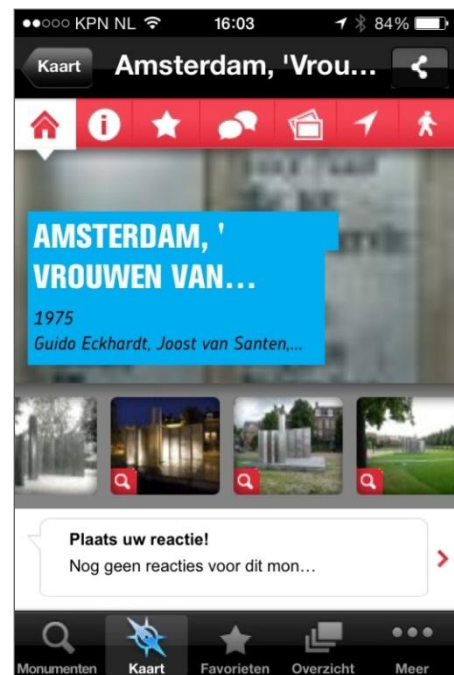 KPN NL 16:03 84%
Kaart Amsterdam, 'Vrou...
AMSTERDAM, '
VROUWEN VAN...
1975
Guido Eckhardt, Joost van Santen,...
Plaats uw reactie!
Nog geen reacties voor dit mon...
Monumenten Kaart Favorieten Overzicht Meer